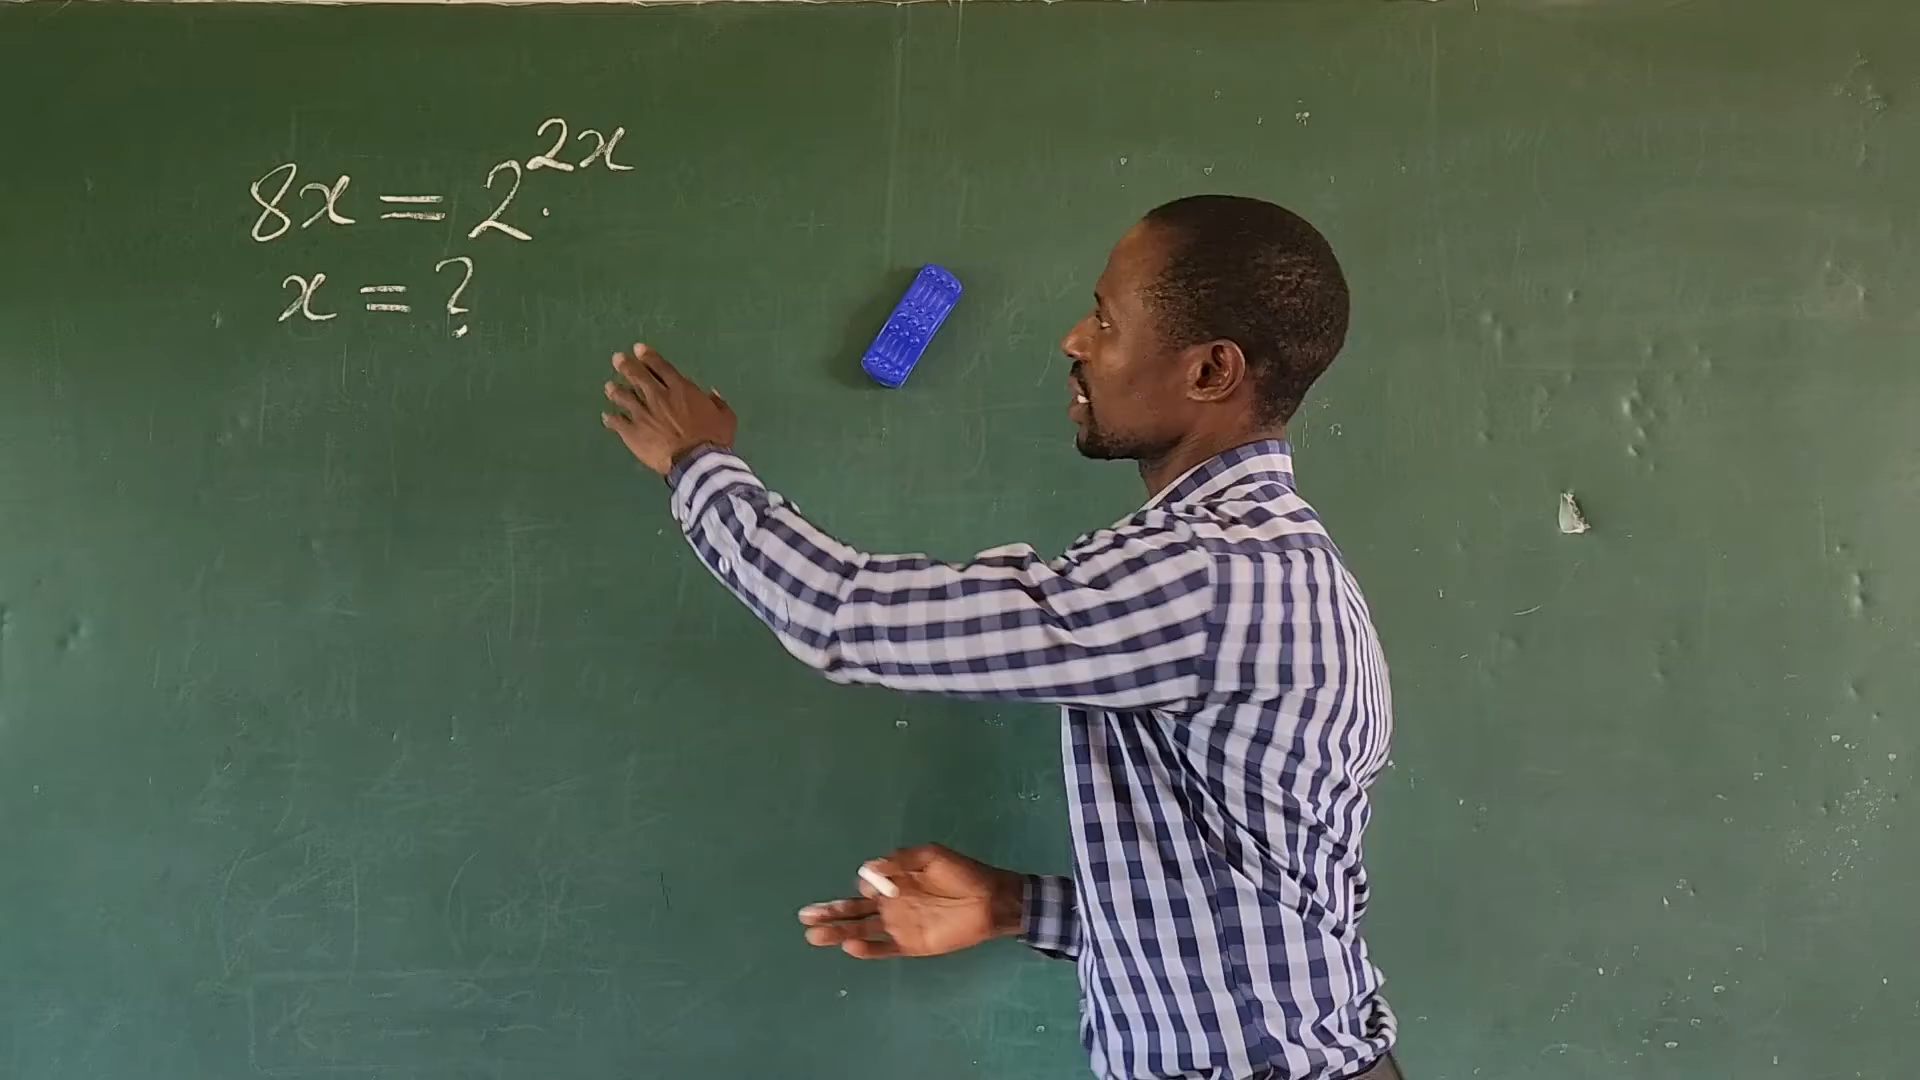 8x = 2^{2x}
x = ?